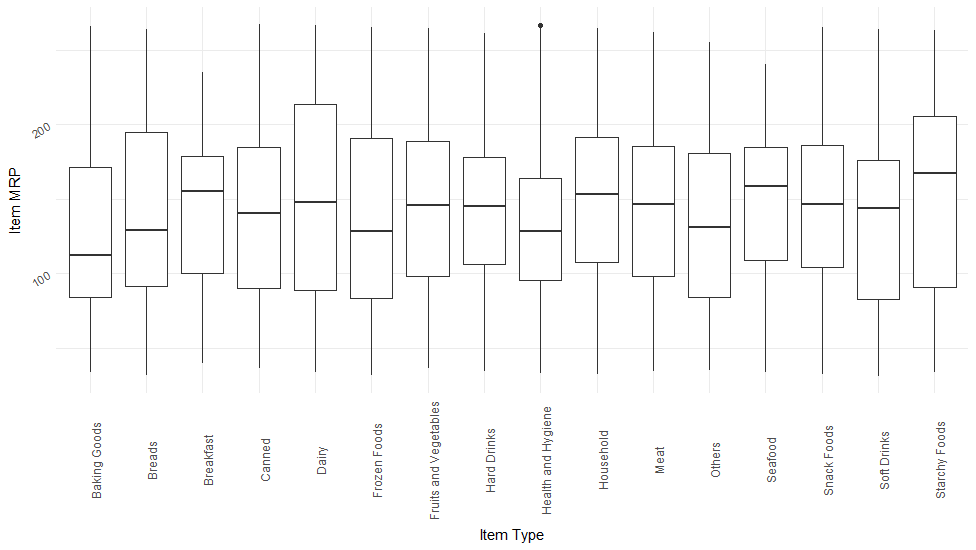 Item MRP
200
100
Baking Goods
Breads
Breakfast
Canned
Dairy
Frozen Foods
Fruits and Vegetables
Hard Drinks
Health and Hygiene
Household
Meat
Others
Seafood
Snack Foods
Soft Drinks
Starchy Foods
Item Type